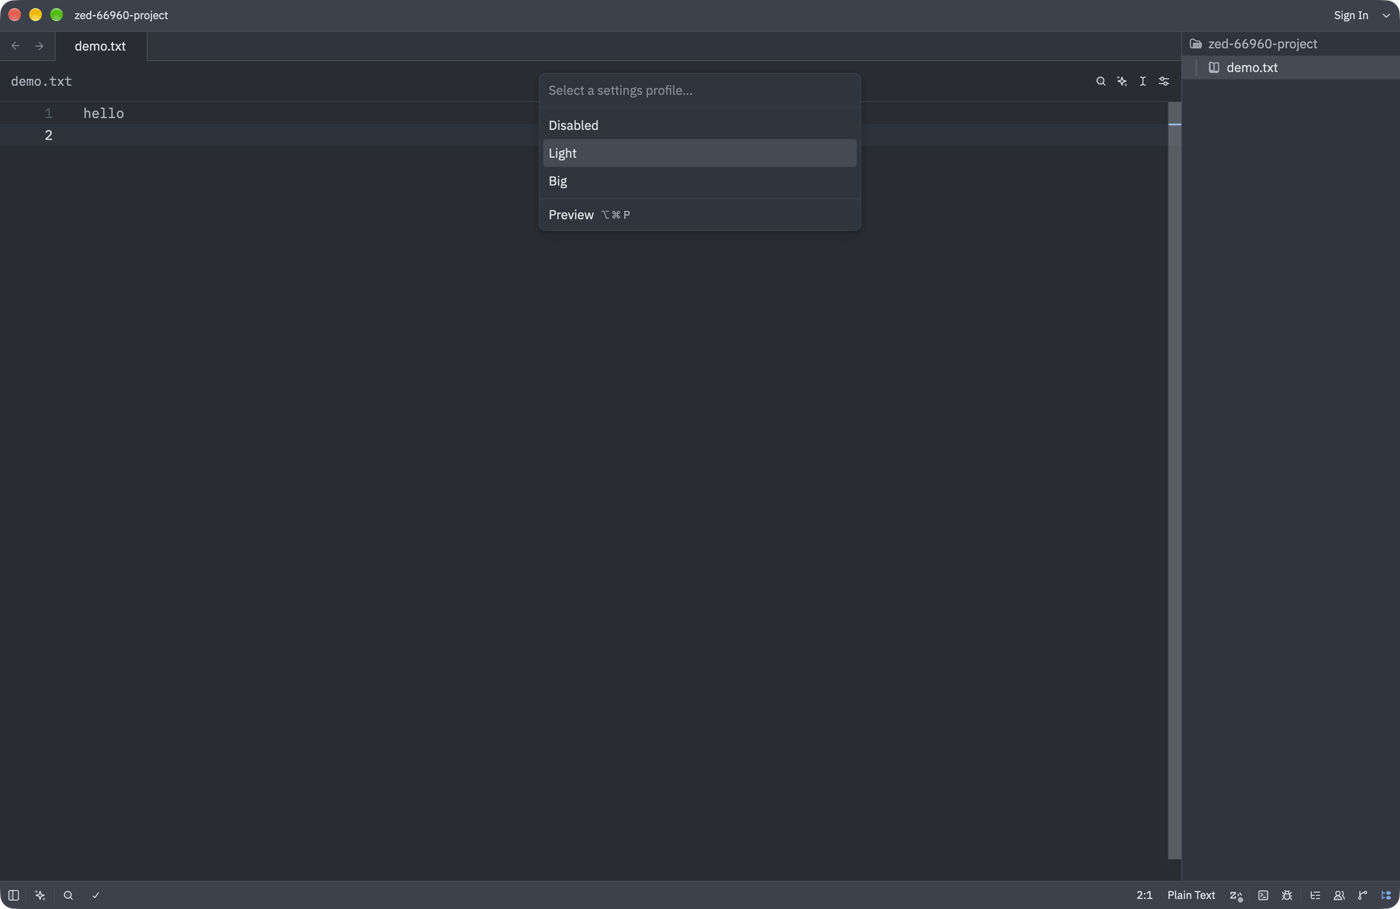 zed-66960-project
Sign In
demo.txt
zed-66960-project
demo.txt
demo.txt
Select a settings profile...
1 hello
2
Disabled
Light
Big
Preview ⌥⌘P
2:1 Plain Text